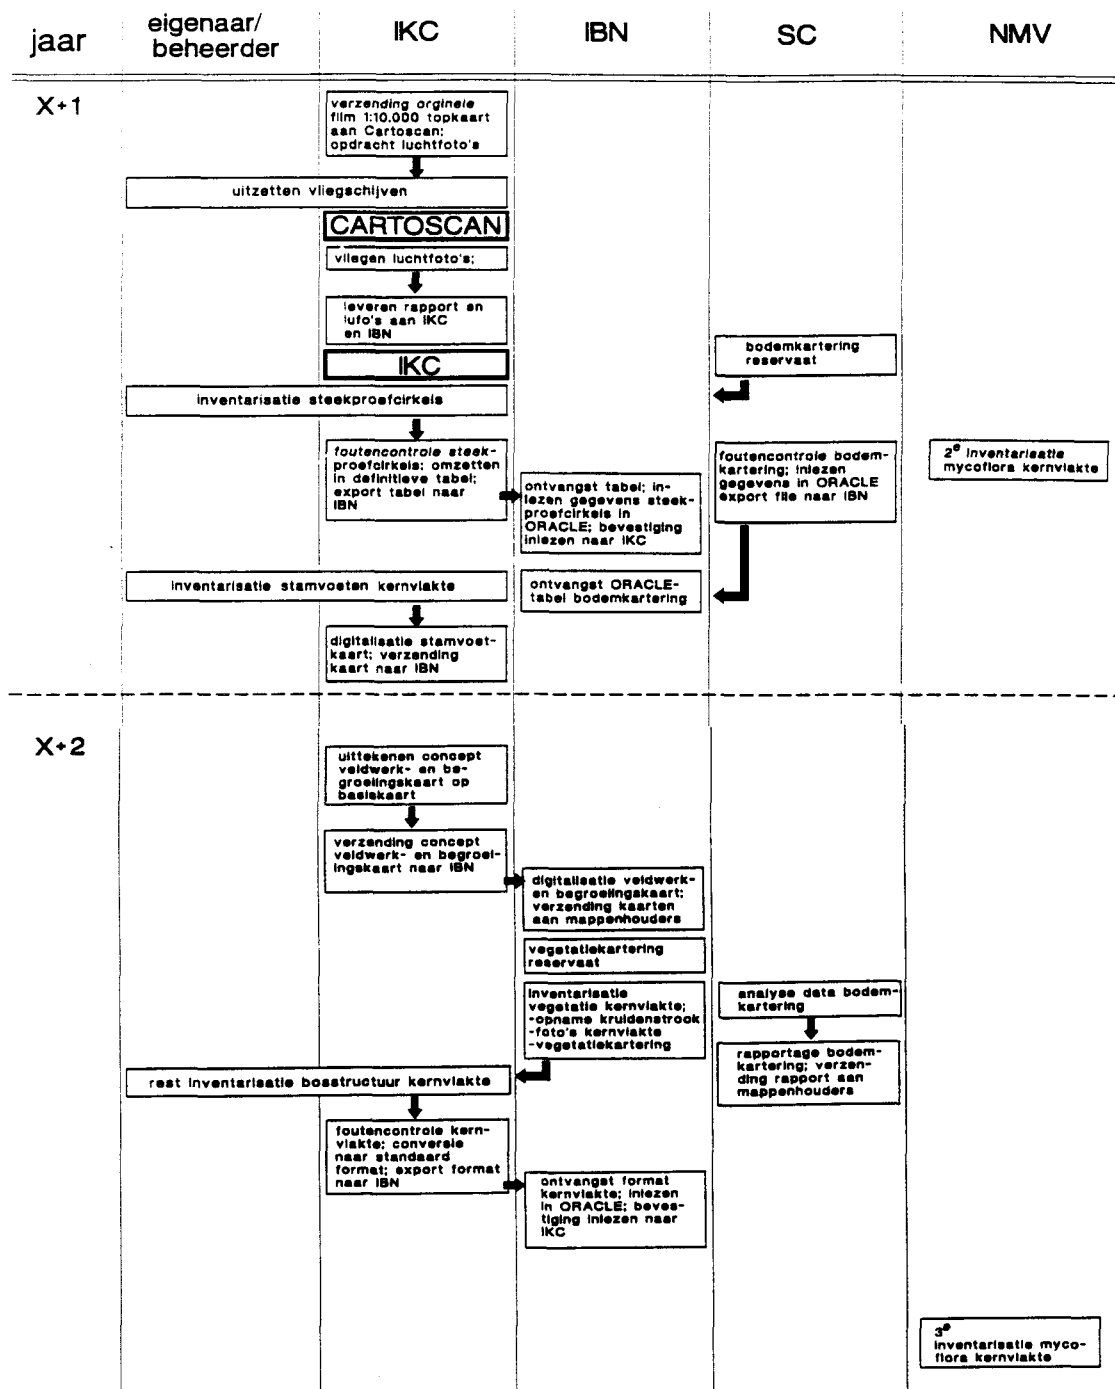 jaar
eigenaar/
beheerder
IKC
IBN
SC
NMV
X+1
verzending orginele
film 1:10.000 topkaart
aan Cartoscan;
opdracht luchtfoto's
uitzetten vliegschijven
CARTOSCAN
vliegen luchtfoto's;
leveren rapport en
lufo's aan IKC
en IBN
IKC
bodemkartering
reservaat
inventarisatie steekproefcirkels
foutencontrole steek-
proefcirkels; omzetten
in definitieve tabel;
export tabel naar
IBN
ontvangst tabel; in-
lezen gegevens steek-
proefcirkels in
ORACLE; bevestiging
inlezen naar IKC
foutencontrole bodem-
kartering; inlezen
gegevens in ORACLE
export file naar IBN
2e inventarisatie
mycoflora kernvlakte
inventarisatie stamvoeten kernvlakte
ontvangst ORACLE-
tabel bodemkartering
digitalisatie stamvoet-
kaart; verzending
kaart naar IBN
X+2
uittekenen concept
veldwerk- en be-
groeiingskaart op
basiskaart
verzending concept
veldwerk- en begroei-
ingskaart naar IBN
digitalisatie veldwerk-
en begroeiingskaart;
verzending kaarten
aan mappenhouders
vegetatiekartering
reservaat
inventarisatie
vegetatie kernvlakte;
-opname kruidenstrook
-foto's kernvlakte
-vegetatiekartering
analyse data bodem-
kartering
rapportage bodem-
kartering; verzen-
ding rapport aan
mappenhouders
rest inventarisatie bosstructuur kernvlakte
foutencontrole kern-
vlakte; conversie
naar standaard
format; export format
naar IBN
ontvangst format
kernvlakte; inlezen
in ORACLE; beves-
tiging inlezen naar
IKC
3e
inventarisatie myco-
flora kernvlakte